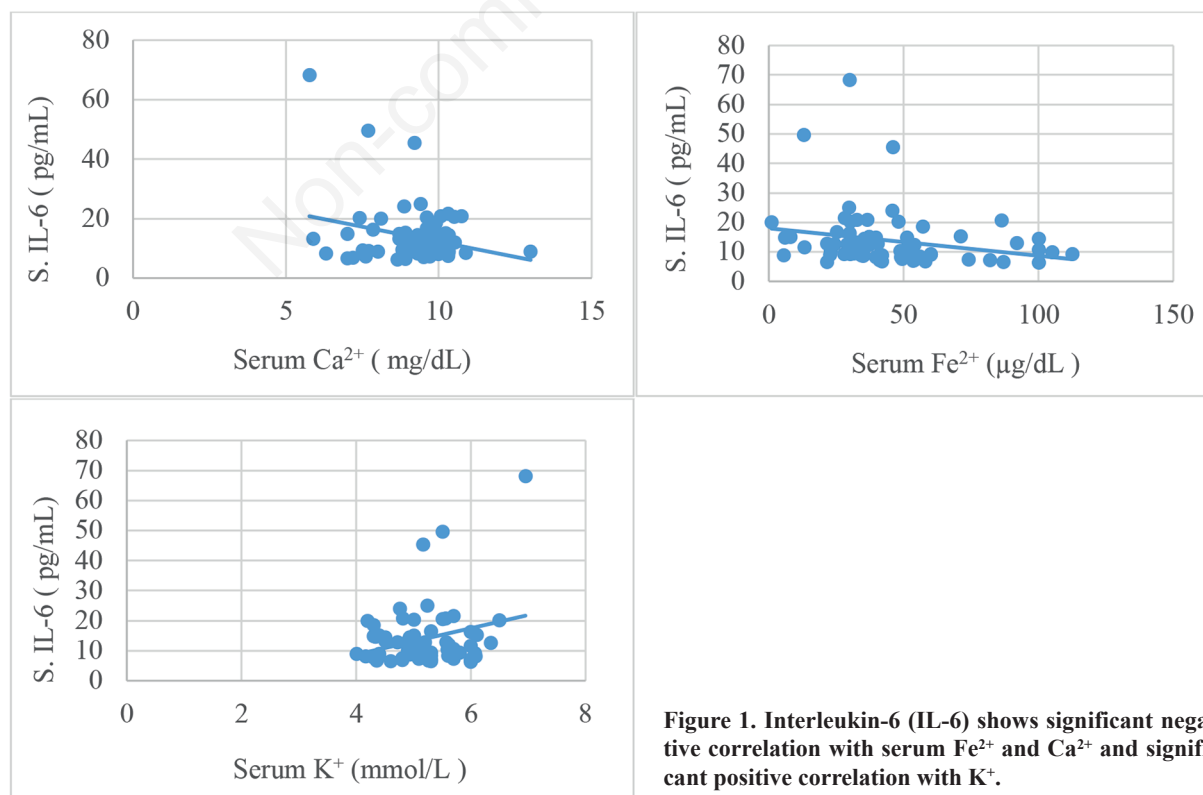 Non-comm
80
60
40
20
0
0 5 10 15
S. IL-6 ( pg/mL)
Serum Ca²⁺ ( mg/dL)
80
70
60
50
40
30
20
10
0
0 50 100 150
S. IL-6 ( pg/mL)
Serum Fe²⁺ (µg/dL )
80
70
60
50
40
30
20
10
0
0 2 4 6 8
S. IL-6 ( pg/mL)
Serum K⁺ (mmol/L )
Figure 1. Interleukin-6 (IL-6) shows significant nega-
tive correlation with serum Fe²⁺ and Ca²⁺ and signifi-
cant positive correlation with K⁺.